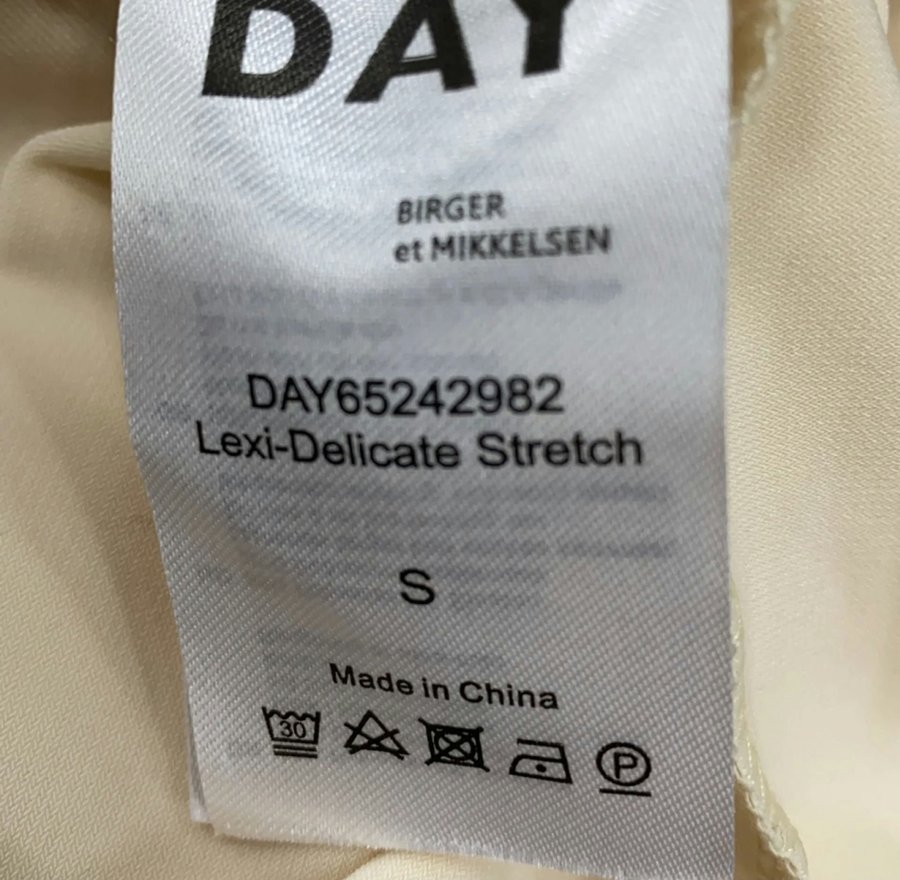 DAY
BIRGER
et MIKKELSEN
DAY65242982
Lexi-Delicate Stretch
S
Made in China
30
P